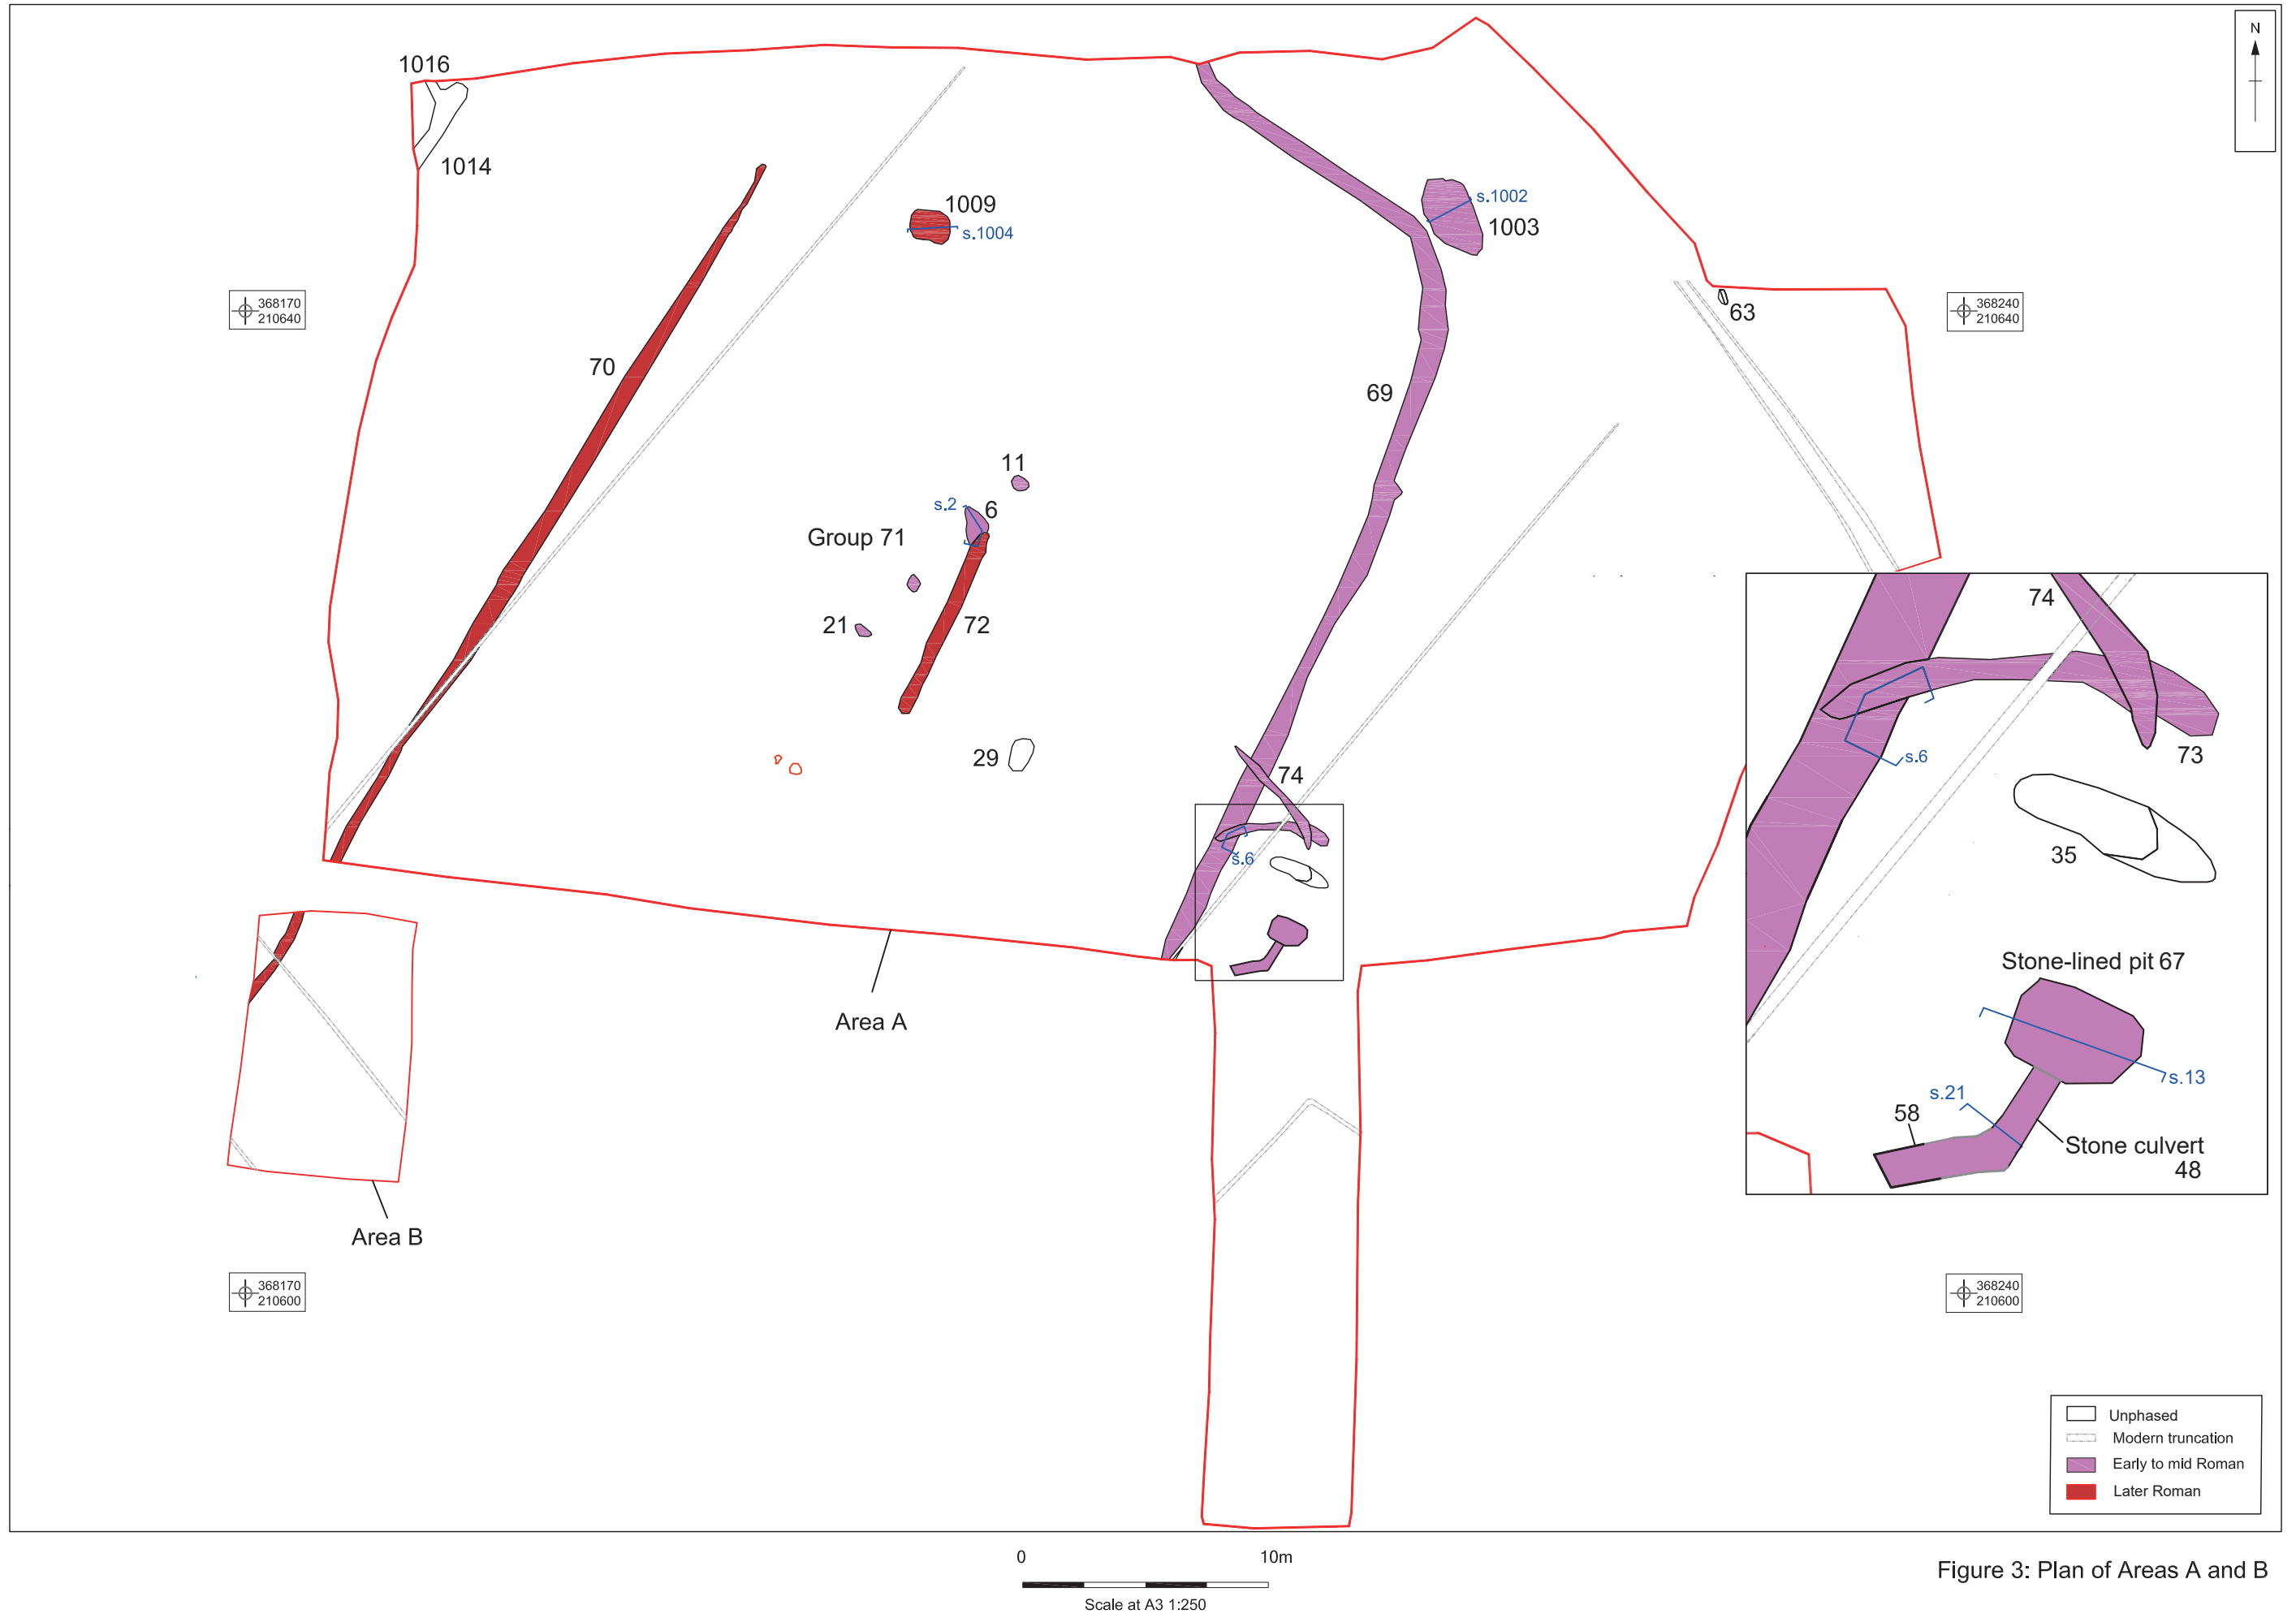 N
1016
1014
1009
s.1004
s.1002
1003
368170
210640
368240
210640
63
70
69
11
s.2
6
Group 71
21
72
29
74
s.6
74
73
s.6
35
Stone-lined pit 67
s.13
s.21
58
Stone culvert
48
Area A
Area B
368170
210600
368240
210600
Unphased
Modern truncation
Early to mid Roman
Later Roman
0 10m
Scale at A3 1:250
Figure 3: Plan of Areas A and B